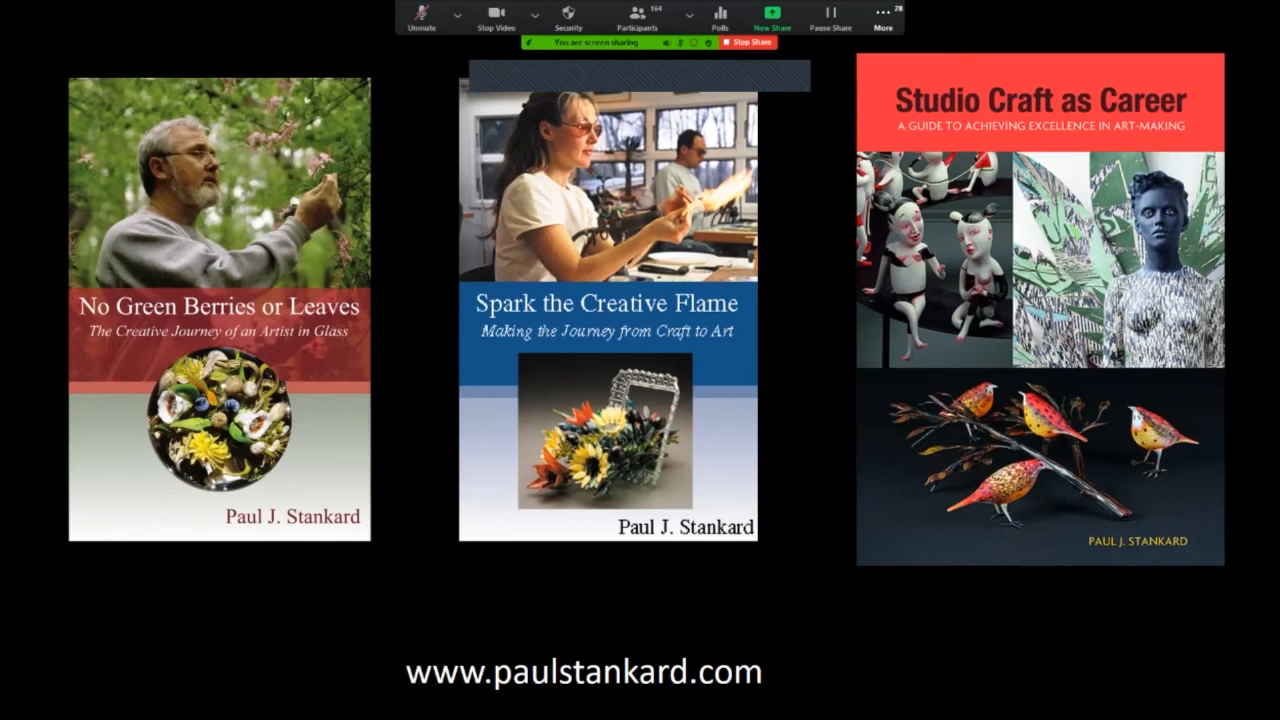 164
28
Unmute
Stop Video
Security
Participants
Polls
New Share
Pause Share
More
You are screen sharing
Stop Share
No Green Berries or Leaves
The Creative Journey of an Artist in Glass
Paul J. Stankard
Spark the Creative Flame
Making the Journey from Craft to Art
Paul J. Stankard
Studio Craft as Career
A GUIDE TO ACHIEVING EXCELLENCE IN ART-MAKING
PAUL J. STANKARD
www.paulstankard.com